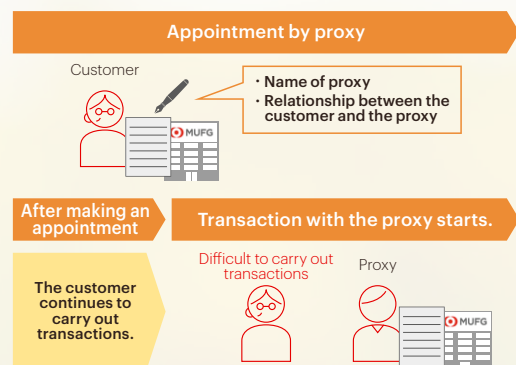 Appointment by proxy
Customer
・Name of proxy
・Relationship between the
customer and the proxy
MUFG
After making an
appointment
Transaction with the proxy starts.
The customer
continues to
carry out
transactions.
Difficult to carry out
transactions
Proxy
MUFG